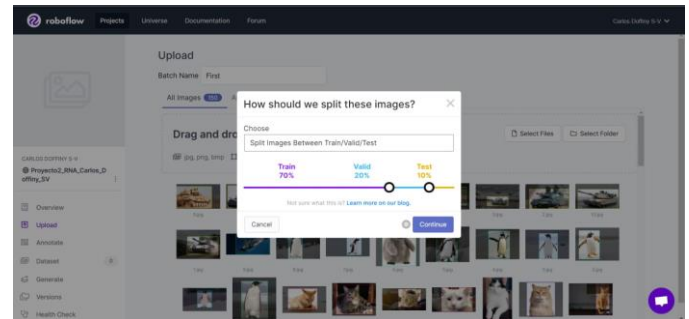 roboflow Projects Universe Documentation Forum Carlos Doffiny S-V
Upload
Batch Name First
All Images
How should we split these images?
Choose
Split Images Between Train/Valid/Test
Train Valid Test
70% 20% 10%
Not sure what this is? Learn more on our blog.
Cancel Continue
Drag and dro
jpg, png, bmp
Select Files Select Folder
CARLOS DOFFINY S-V
Proyecto2_RNA_Carlos_D
offiny_SV
Overview
Upload
Annotate
Dataset 0
Generate
Versions
Health Check